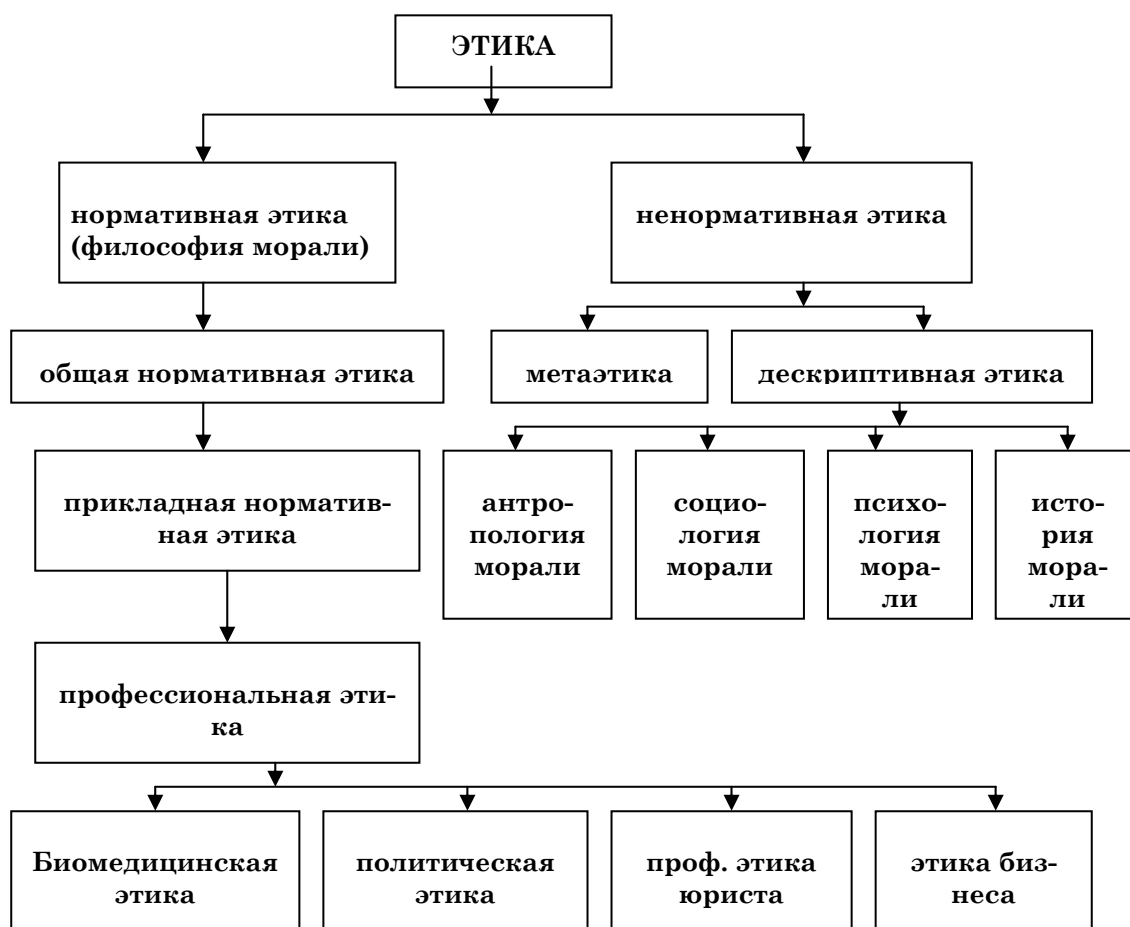 ЭТИКА
нормативная этика
(философия морали)
ненормативная этика
общая нормативная этика
метаэтика
дескриптивная этика
прикладная норматив-
ная этика
антро-
пология
морали
социо-
логия
морали
психо-
логия
мора-
ли
исто-
рия
мора-
ли
профессиональная эти-
ка
Биомедицинская
этика
политическая
этика
проф. этика
юриста
этика биз-
неса